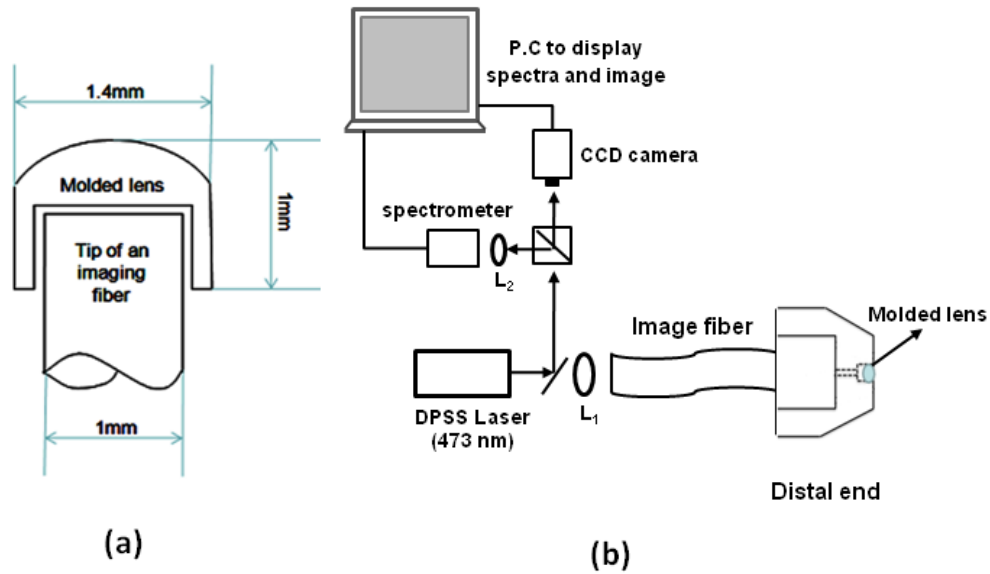 1.4mm
Molded lens
1mm
Tip of an
imaging
fiber
1mm
(a)
P.C to display
spectra and image
CCD camera
spectrometer
L2
Image fiber
Molded lens
DPSS Laser
(473 nm)
L1
Distal end
(b)